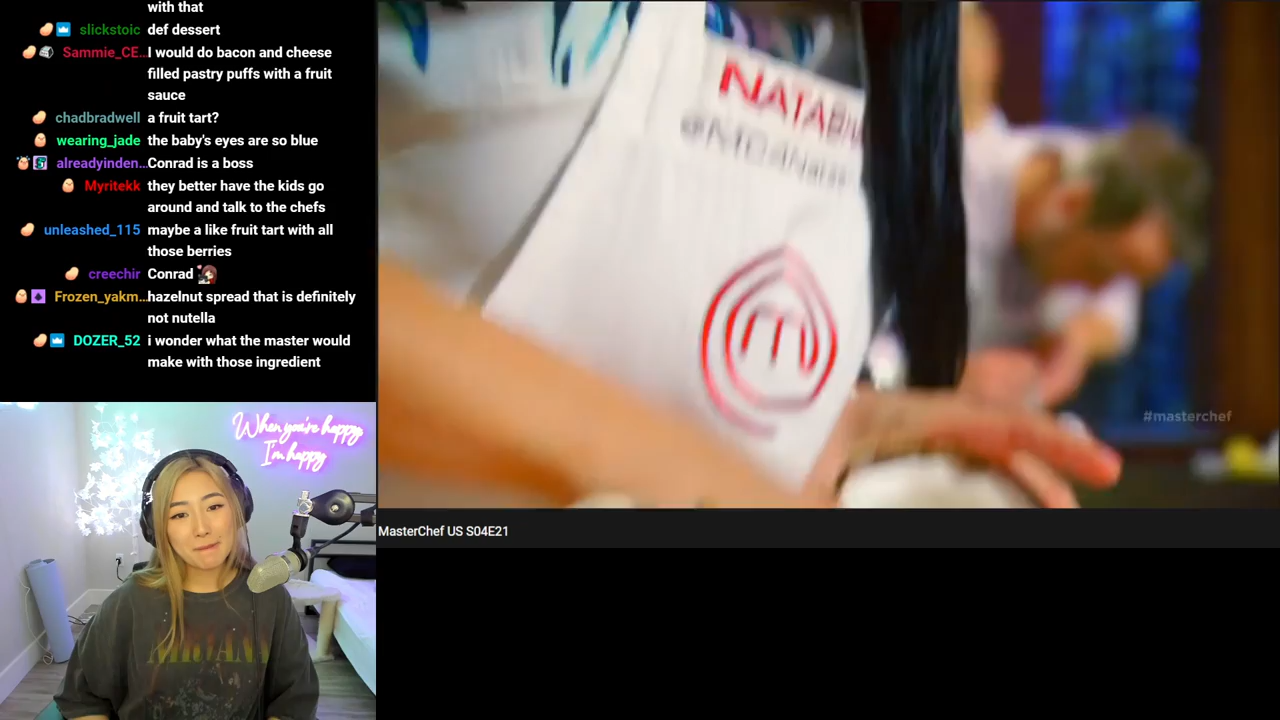 with that
slickstoic def dessert
Sammie_CE... I would do bacon and cheese
filled pastry puffs with a fruit
sauce
chadbradwell a fruit tart?
wearing_jade the baby's eyes are so blue
alreadyinden... Conrad is a boss
Myritekk they better have the kids go
around and talk to the chefs
unleashed_115 maybe a like fruit tart with all
those berries
creechir Conrad
Frozen_yakm... hazelnut spread that is definitely
not nutella
DOZER_52 i wonder what the master would
make with those ingredient
When you're happy
I'm happy
NIRVANA
#masterchef
MasterChef US S04E21